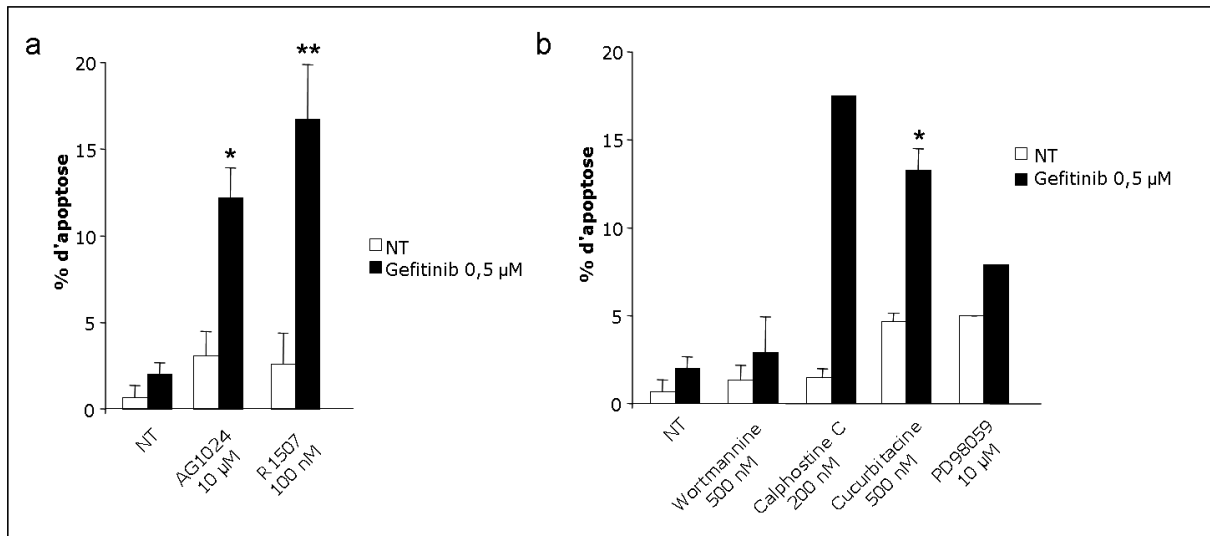 a
% d'apoptose
20
15
10
5
0
*
**
NT
AG1024
10 µM
R1507
100 nM
NT
Gefitinib 0,5 µM
b
% d'apoptose
20
15
10
5
0
*
NT
Wortmannine
500 nM
Calphostine C
200 nM
Cucurbitacine
500 nM
PD98059
10 µM
NT
Gefitinib 0,5 µM